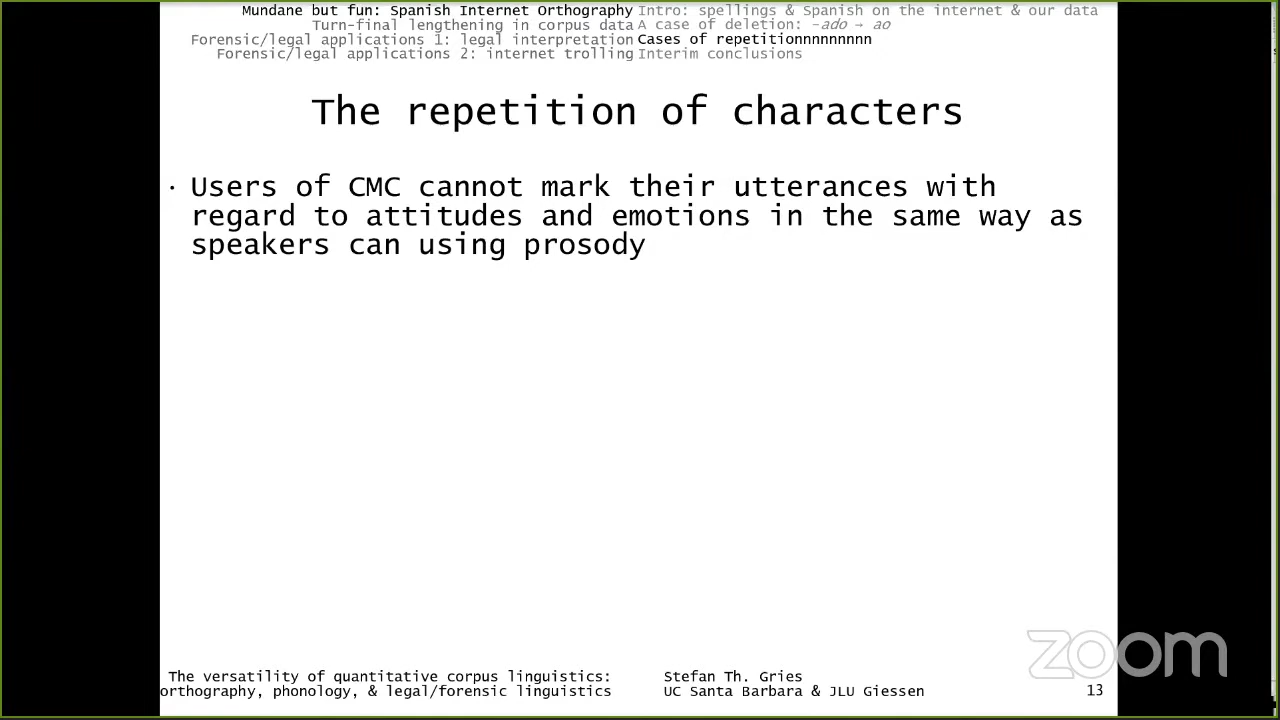 Mundane but fun: Spanish Internet Orthography Intro: spellings & Spanish on the internet & our data
Turn-final lengthening in corpus data A case of deletion: -ado → ao
Forensic/legal applications 1: legal interpretation Cases of repetitionnnnnnnnn
Forensic/legal applications 2: internet trolling Interim conclusions
The repetition of characters
· Users of CMC cannot mark their utterances with
regard to attitudes and emotions in the same way as
speakers can using prosody
zoom
The versatility of quantitative corpus linguistics: Stefan Th. Gries
orthography, phonology, & legal/forensic linguistics UC Santa Barbara & JLU Giessen 13